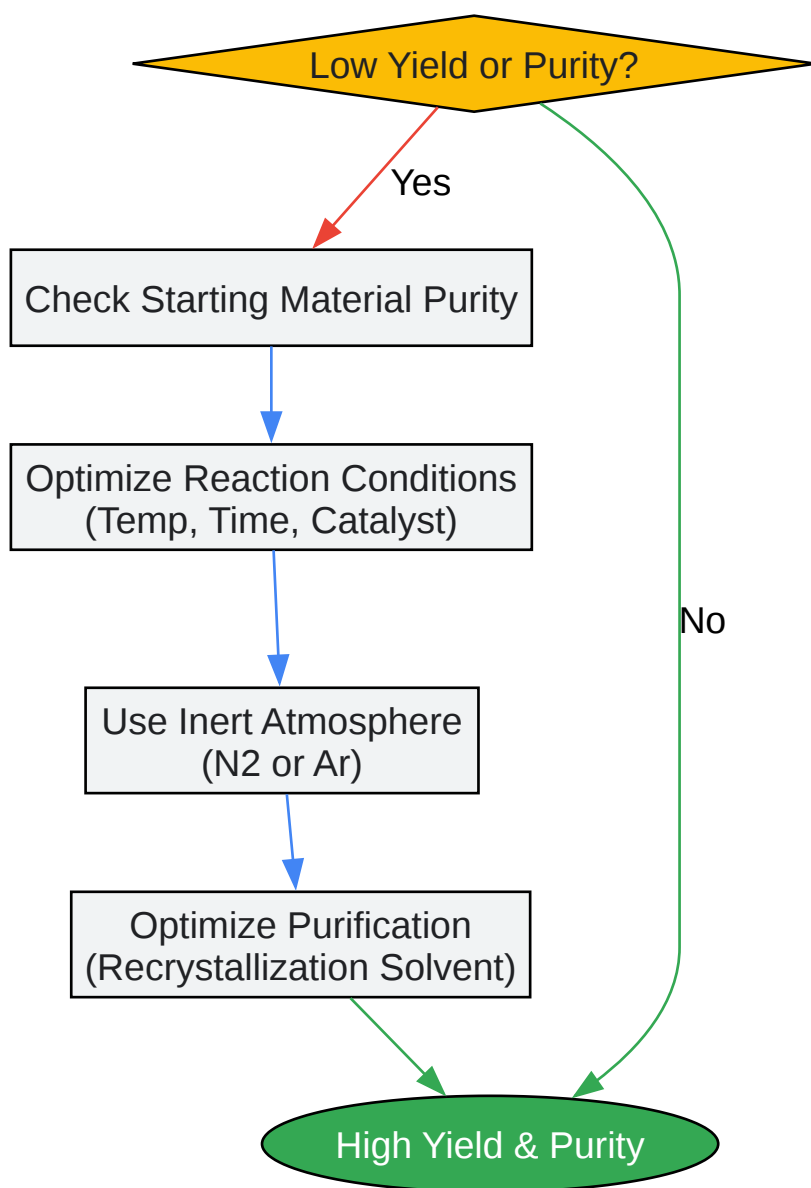 Low Yield or Purity?
Yes
Check Starting Material Purity
Optimize Reaction Conditions
(Temp, Time, Catalyst)
No
Use Inert Atmosphere
(N2 or Ar)
Optimize Purification
(Recrystallization Solvent)
High Yield & Purity